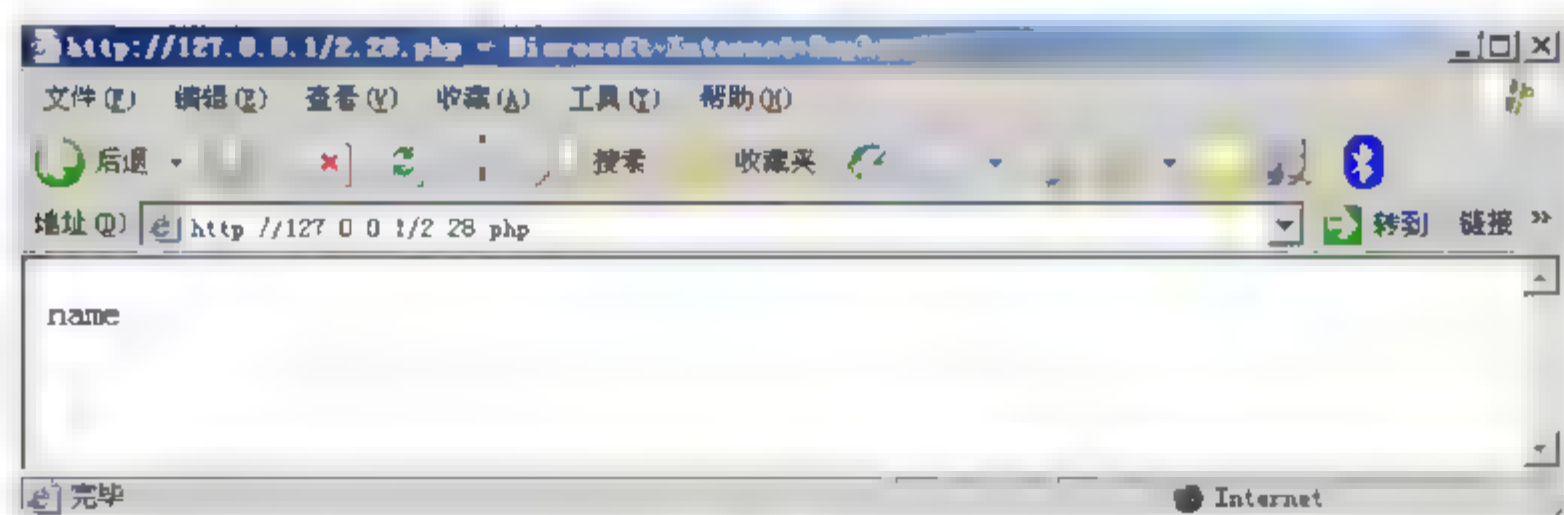 http://127.0.0.1/2.28.php - Microsoft
文件(F) 编辑(E) 查看(V) 收藏(A) 工具(T) 帮助(H)
后退 搜索 收藏夹
地址(D) http //127 0 0 1/2 28 php 转到 链接 »
name
完毕 Internet